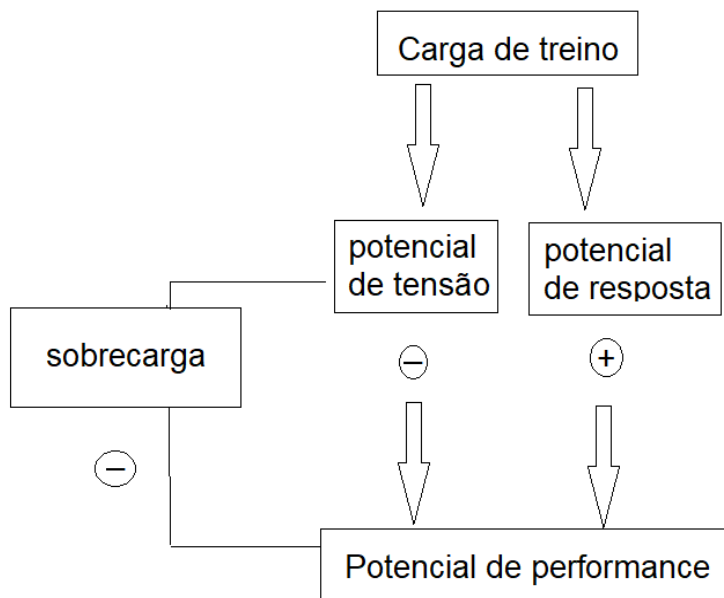 Carga de treino
potencial
de tensão
potencial
de resposta
sobrecarga
−
+
−
Potencial de performance